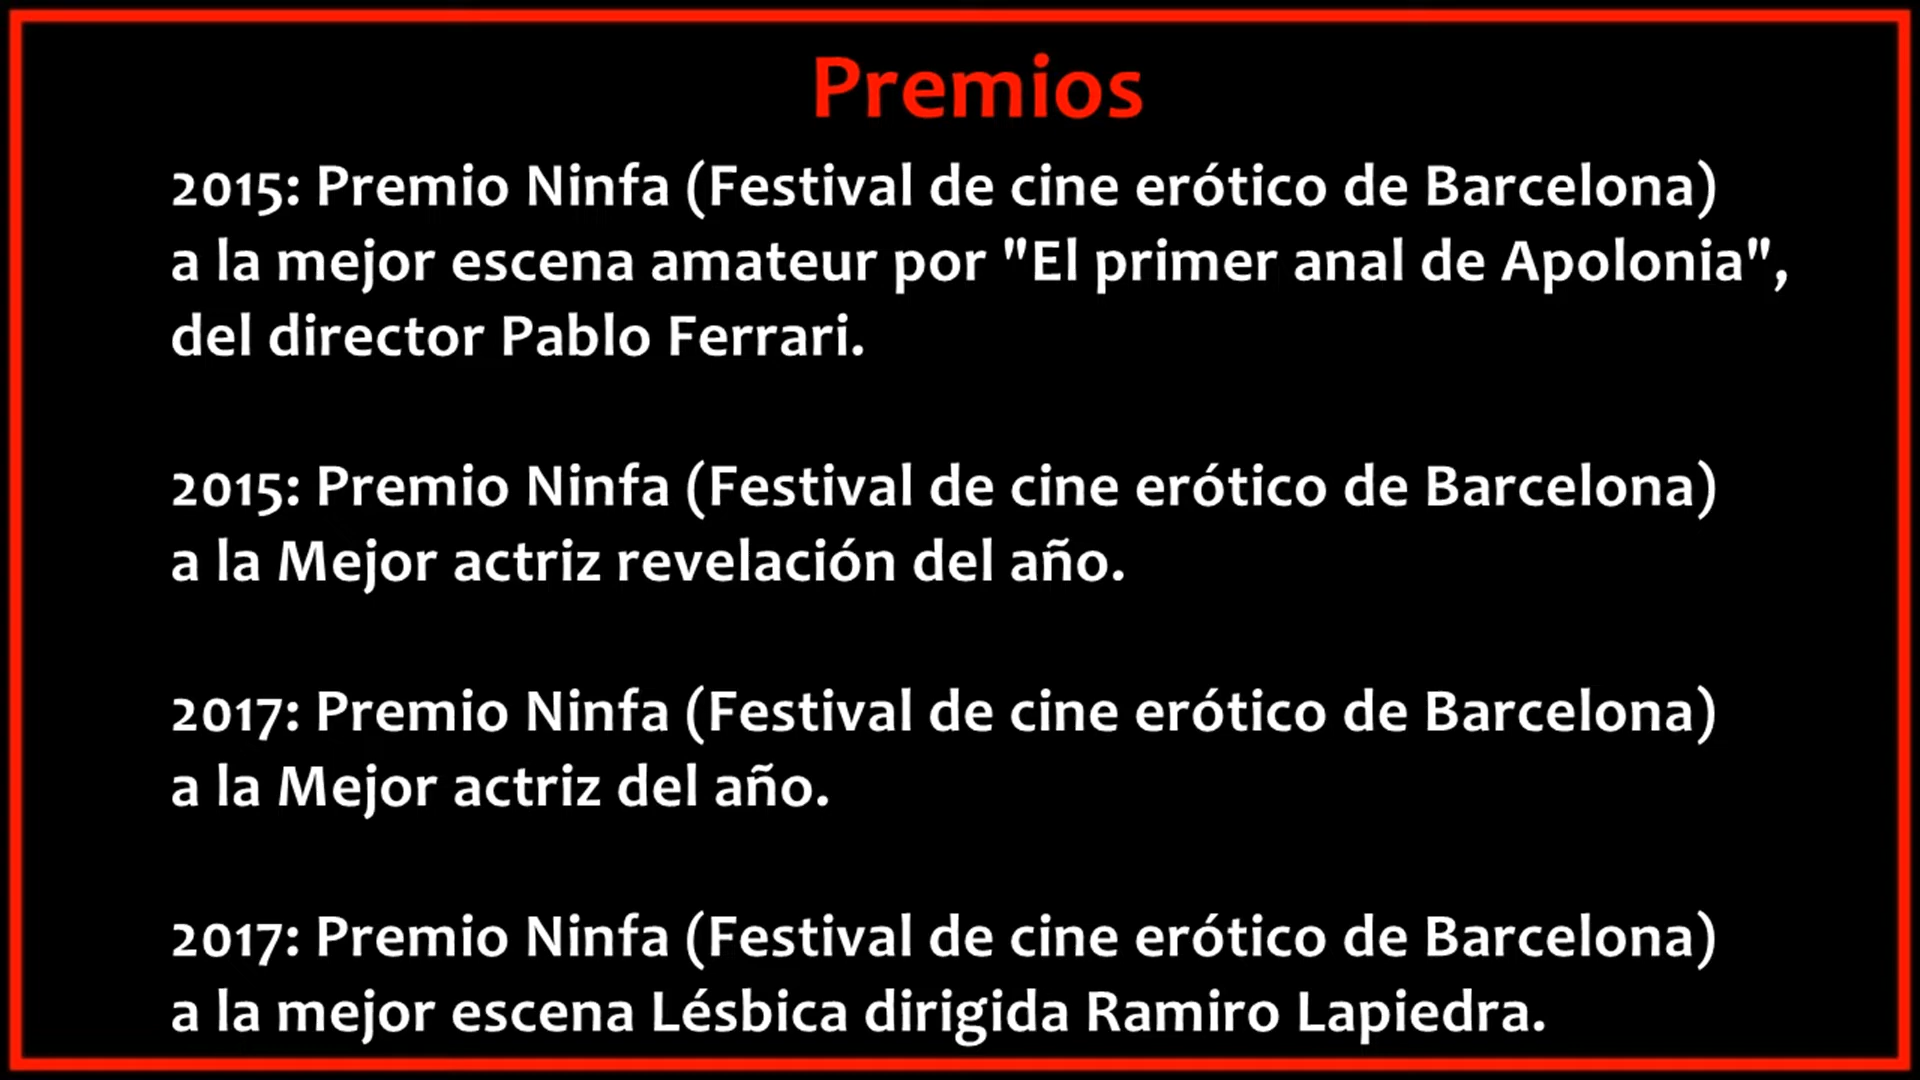 Premios
2015: Premio Ninfa (Festival de cine erótico de Barcelona)
a la mejor escena amateur por "El primer anal de Apolonia",
del director Pablo Ferrari.
2015: Premio Ninfa (Festival de cine erótico de Barcelona)
a la Mejor actriz revelación del año.
2017: Premio Ninfa (Festival de cine erótico de Barcelona)
a la Mejor actriz del año.
2017: Premio Ninfa (Festival de cine erótico de Barcelona)
a la mejor escena Lésbica dirigida Ramiro Lapiedra.